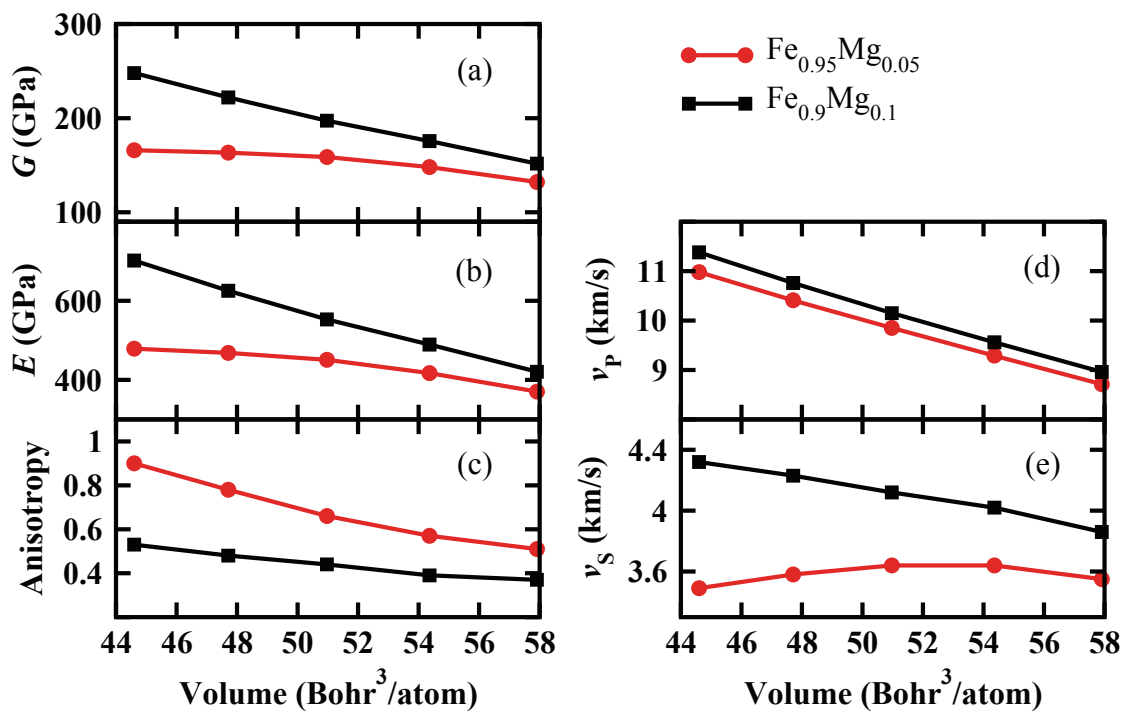 300
200
100
G (GPa)
(a)
600
400
E (GPa)
(b)
1
0.8
0.6
0.4
Anisotropy
(c)
44 46 48 50 52 54 56 58
Volume (Bohr³/atom)
Fe₀.₉₅Mg₀.₀₅
Fe₀.₉Mg₀.₁
11
10
9
vP (km/s)
(d)
4.4
4
3.6
vS (km/s)
(e)
44 46 48 50 52 54 56 58
Volume (Bohr³/atom)